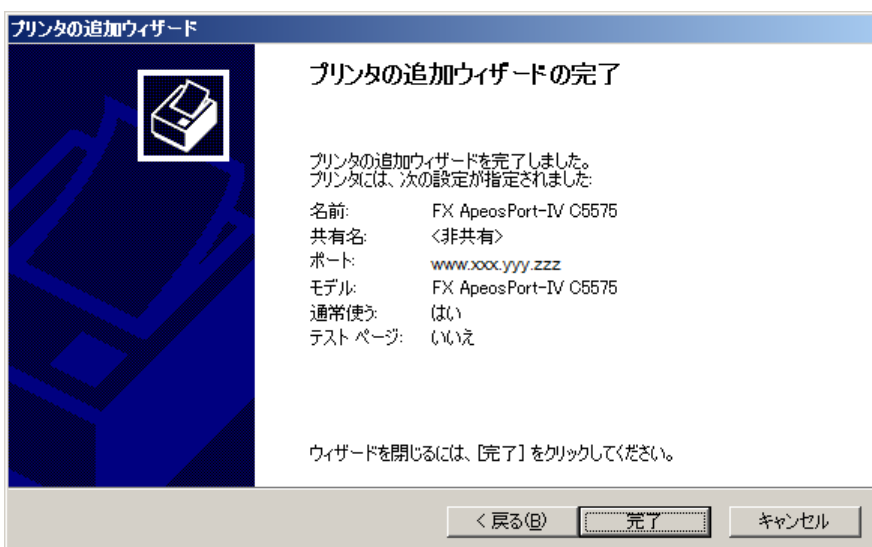 プリンタの追加ウィザード
プリンタの追加ウィザードの完了
プリンタの追加ウィザードを完了しました。
プリンタには、次の設定が指定されました:
名前: FX ApeosPort-IV C5575
共有名: <非共有>
ポート: www.xxx.yyy.zzz
モデル: FX ApeosPort-IV C5575
通常使う: はい
テスト ページ: いいえ
ウィザードを閉じるには、[完了] をクリックしてください。
< 戻る(B) 完了 キャンセル